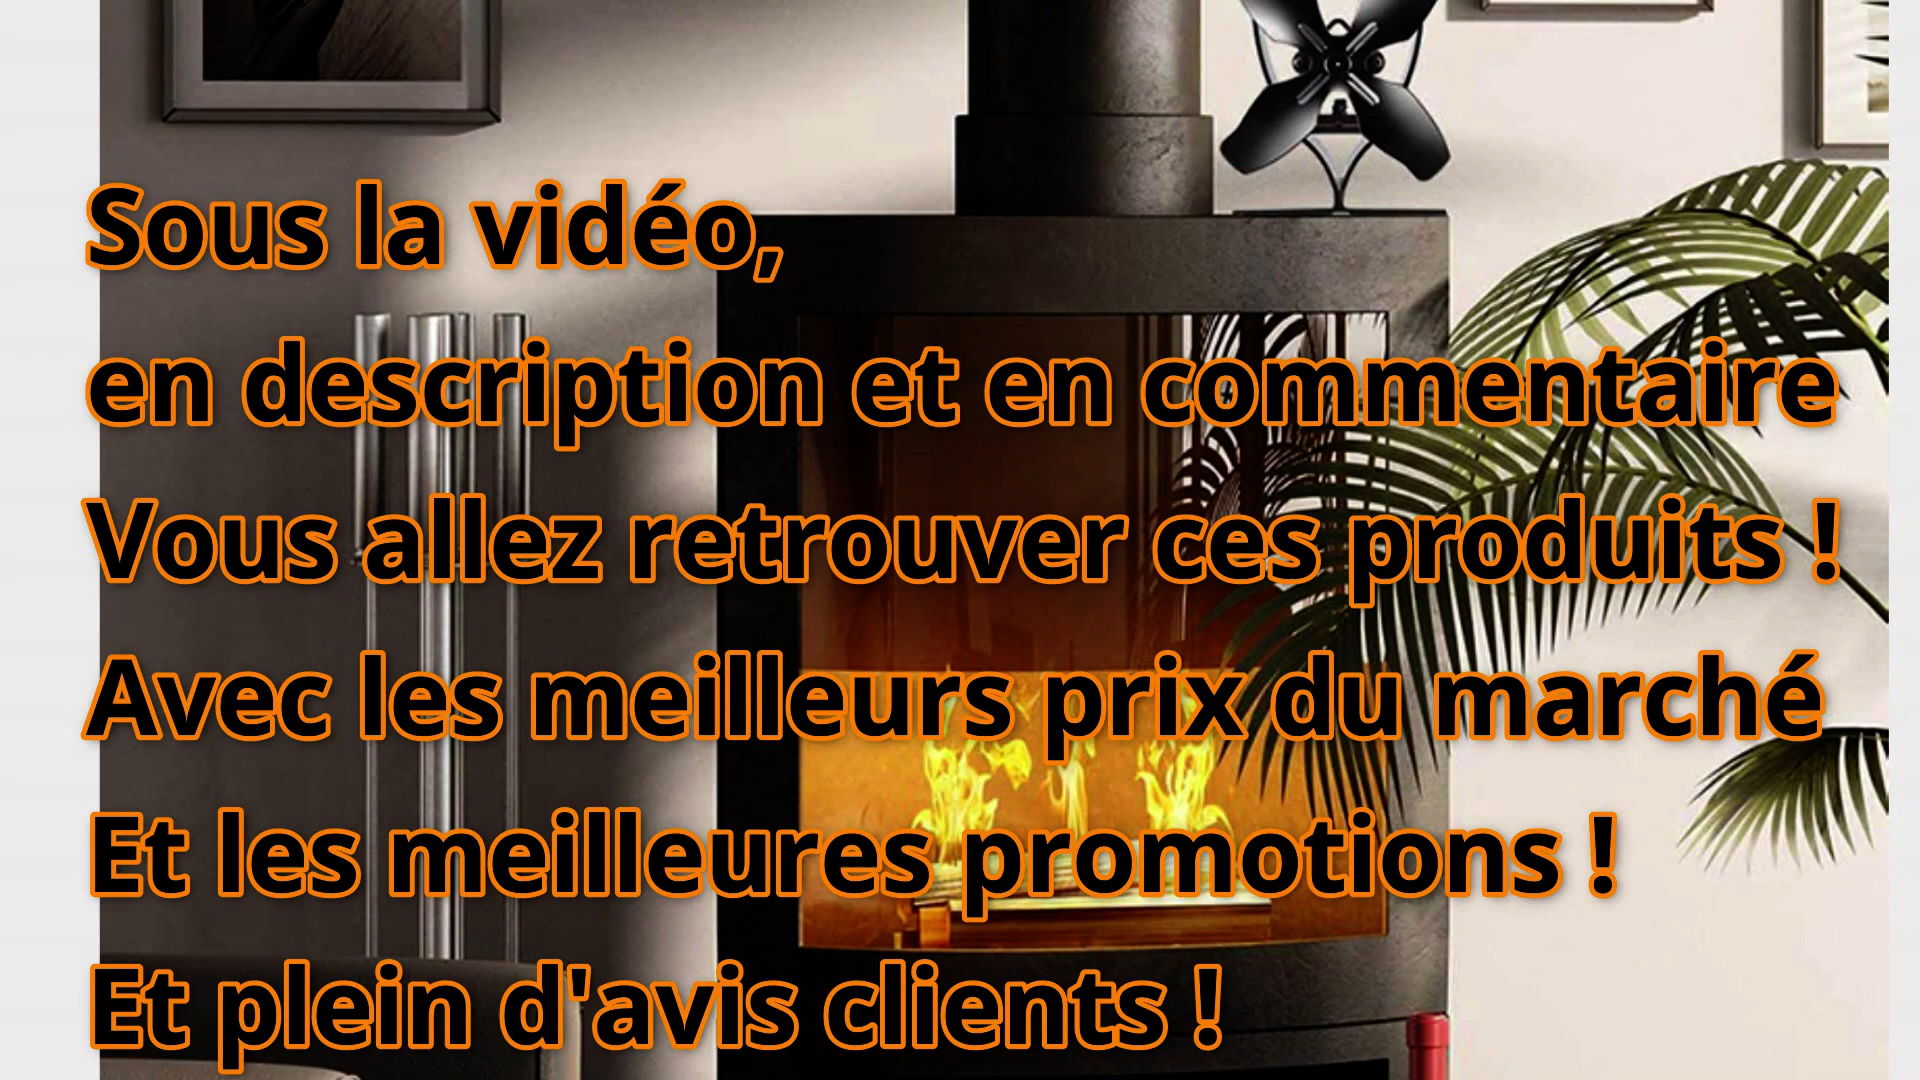 Sous la vidéo,
en description et en commentaire
Vous allez retrouver ces produits !
Avec les meilleurs prix du marché
Et les meilleures promotions !
Et plein d'avis clients !